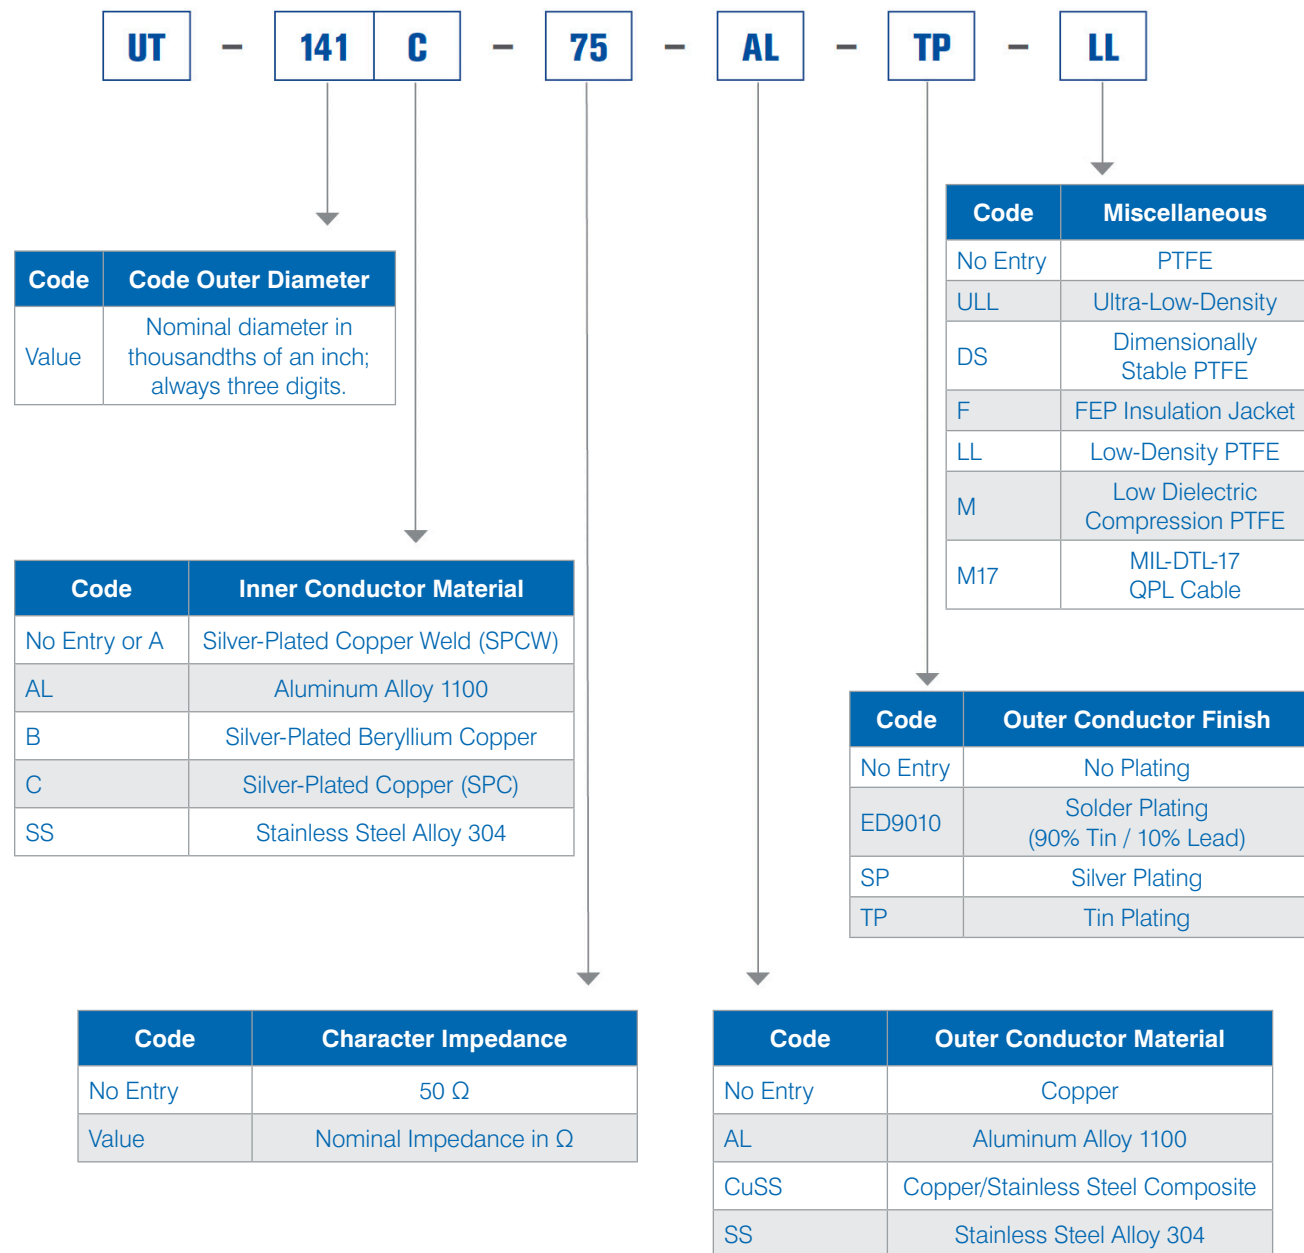 UT – 141 C – 75 – AL – TP – LL
Code Miscellaneous
No Entry PTFE
ULL Ultra-Low-Density
DS Dimensionally
Stable PTFE
F FEP Insulation Jacket
LL Low-Density PTFE
M Low Dielectric
Compression PTFE
M17 MIL-DTL-17
QPL Cable
Code Code Outer Diameter
Value Nominal diameter in
thousandths of an inch;
always three digits.
Code Inner Conductor Material
No Entry or A Silver-Plated Copper Weld (SPCW)
AL Aluminum Alloy 1100
B Silver-Plated Beryllium Copper
C Silver-Plated Copper (SPC)
SS Stainless Steel Alloy 304
Code Outer Conductor Finish
No Entry No Plating
ED9010 Solder Plating
(90% Tin / 10% Lead)
SP Silver Plating
TP Tin Plating
Code Character Impedance
No Entry 50 Ω
Value Nominal Impedance in Ω
Code Outer Conductor Material
No Entry Copper
AL Aluminum Alloy 1100
CuSS Copper/Stainless Steel Composite
SS Stainless Steel Alloy 304